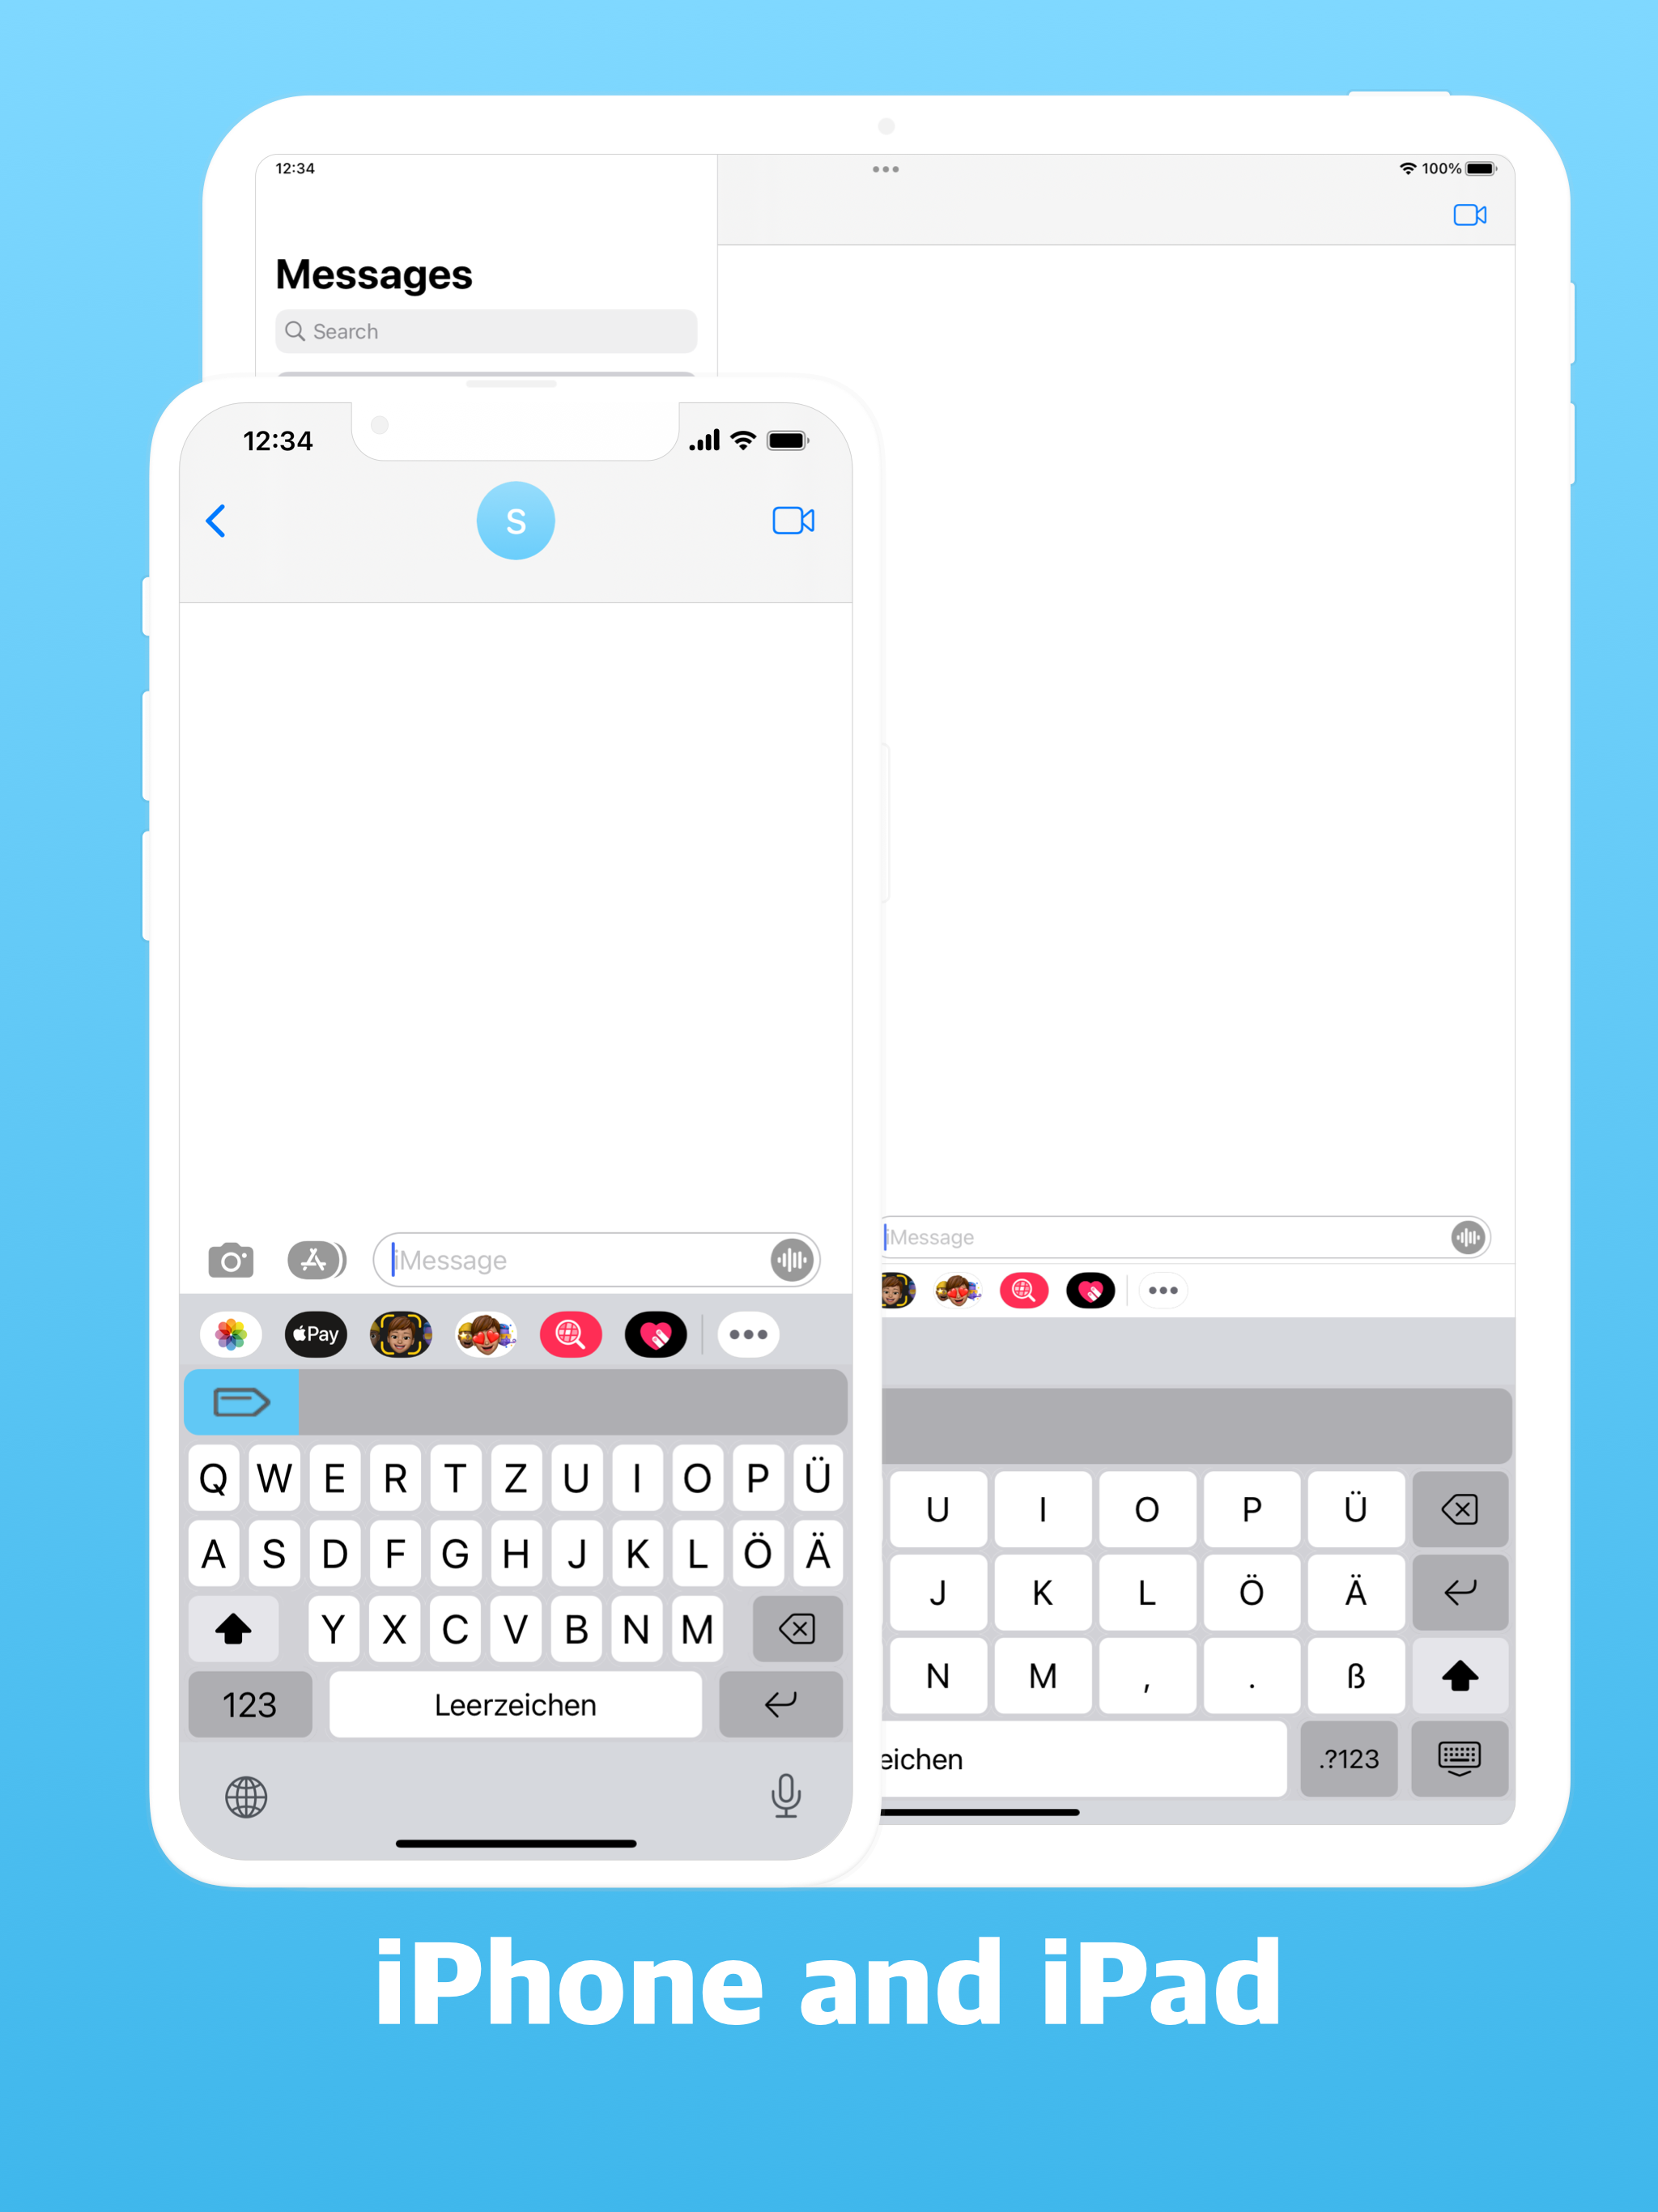 12:34
100%
Messages
Search
12:34
S
iMessage
iMessage
Pay
Q W E R T Z U I O P Ü
A S D F G H J K L Ö Ä
Y X C V B N M
123 Leerzeichen
U I O P Ü
J K L Ö Ä
N M , . ß
eichen .?123
iPhone and iPad